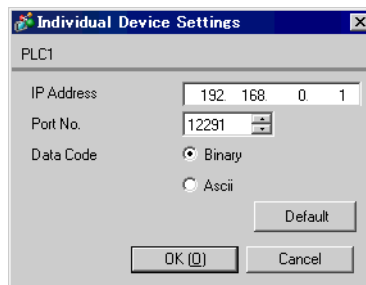 Individual Device Settings
PLC1
IP Address 192. 168. 0. 1
Port No. 12291
Data Code Binary
Ascii
Default
OK (O) Cancel